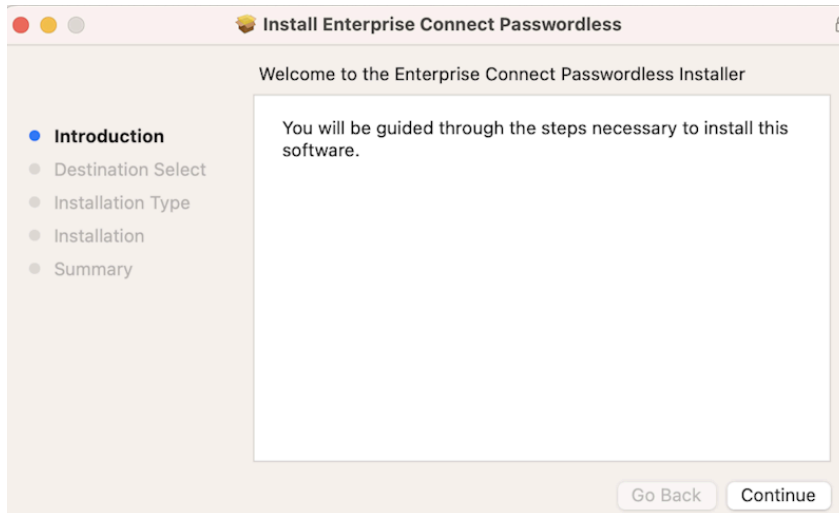 Install Enterprise Connect Passwordless
Welcome to the Enterprise Connect Passwordless Installer
Introduction
Destination Select
Installation Type
Installation
Summary
You will be guided through the steps necessary to install this
software.
Go Back
Continue